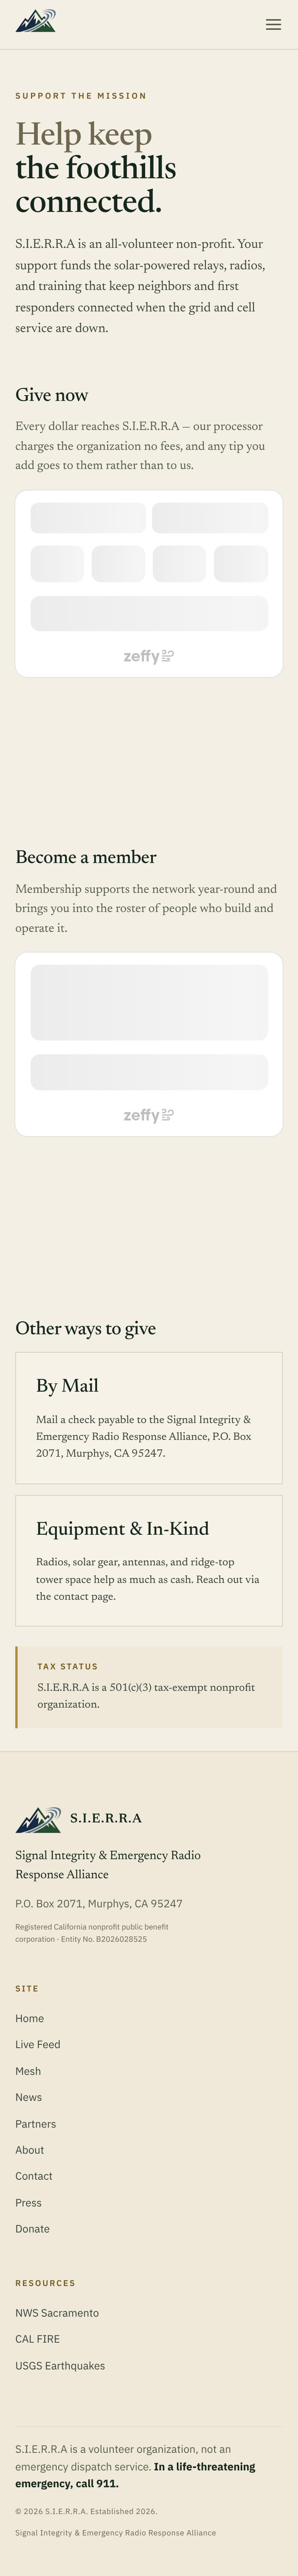 SUPPORT THE MISSION
Help keep
the foothills
connected.
S.I.E.R.R.A is an all-volunteer non-profit. Your
support funds the solar-powered relays, radios,
and training that keep neighbors and first
responders connected when the grid and cell
service are down.
Give now
Every dollar reaches S.I.E.R.R.A — our processor
charges the organization no fees, and any tip you
add goes to them rather than to us.
zeffy
Become a member
Membership supports the network year-round and
brings you into the roster of people who build and
operate it.
zeffy
Other ways to give
By Mail
Mail a check payable to the Signal Integrity &
Emergency Radio Response Alliance, P.O. Box
2071, Murphys, CA 95247.
Equipment & In-Kind
Radios, solar gear, antennas, and ridge-top
tower space help as much as cash. Reach out via
the contact page.
TAX STATUS
S.I.E.R.R.A is a 501(c)(3) tax-exempt nonprofit
organization.
S.I.E.R.R.A
Signal Integrity & Emergency Radio
Response Alliance
P.O. Box 2071, Murphys, CA 95247
Registered California nonprofit public benefit
corporation · Entity No. B2026028525
SITE
Home
Live Feed
Mesh
News
Partners
About
Contact
Press
Donate
RESOURCES
NWS Sacramento
CAL FIRE
USGS Earthquakes
S.I.E.R.R.A is a volunteer organization, not an
emergency dispatch service. In a life-threatening
emergency, call 911.
© 2026 S.I.E.R.R.A. Established 2026.
Signal Integrity & Emergency Radio Response Alliance